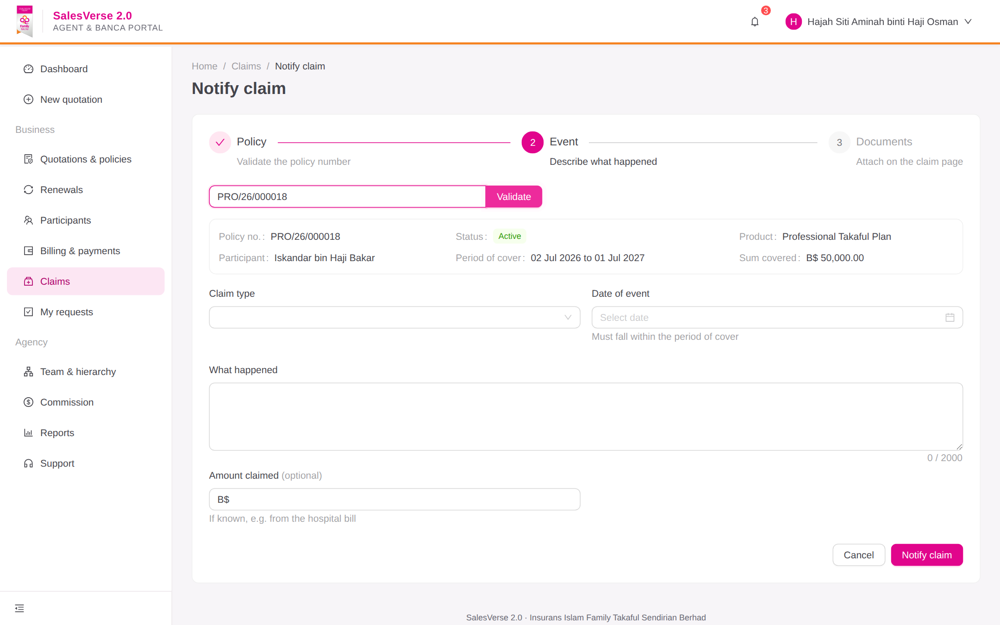 SalesVerse 2.0
AGENT & BANCA PORTAL
3
H
Hajah Siti Aminah binti Haji Osman
Family
Takaful
Dashboard
New quotation
Business
Quotations & policies
Renewals
Participants
Billing & payments
Claims
My requests
Agency
Team & hierarchy
Commission
Reports
Support
Home / Claims / Notify claim
Notify claim
Policy
Validate the policy number
2
Event
Describe what happened
3
Documents
Attach on the claim page
PRO/26/000018
Validate
Policy no. : PRO/26/000018
Status : Active
Product : Professional Takaful Plan
Participant : Iskandar bin Haji Bakar
Period of cover : 02 Jul 2026 to 01 Jul 2027
Sum covered : B$ 50,000.00
Claim type
Date of event
Select date
Must fall within the period of cover
What happened
0 / 2000
Amount claimed (optional)
B$
If known, e.g. from the hospital bill
Cancel
Notify claim
SalesVerse 2.0 · Insurans Islam Family Takaful Sendirian Berhad